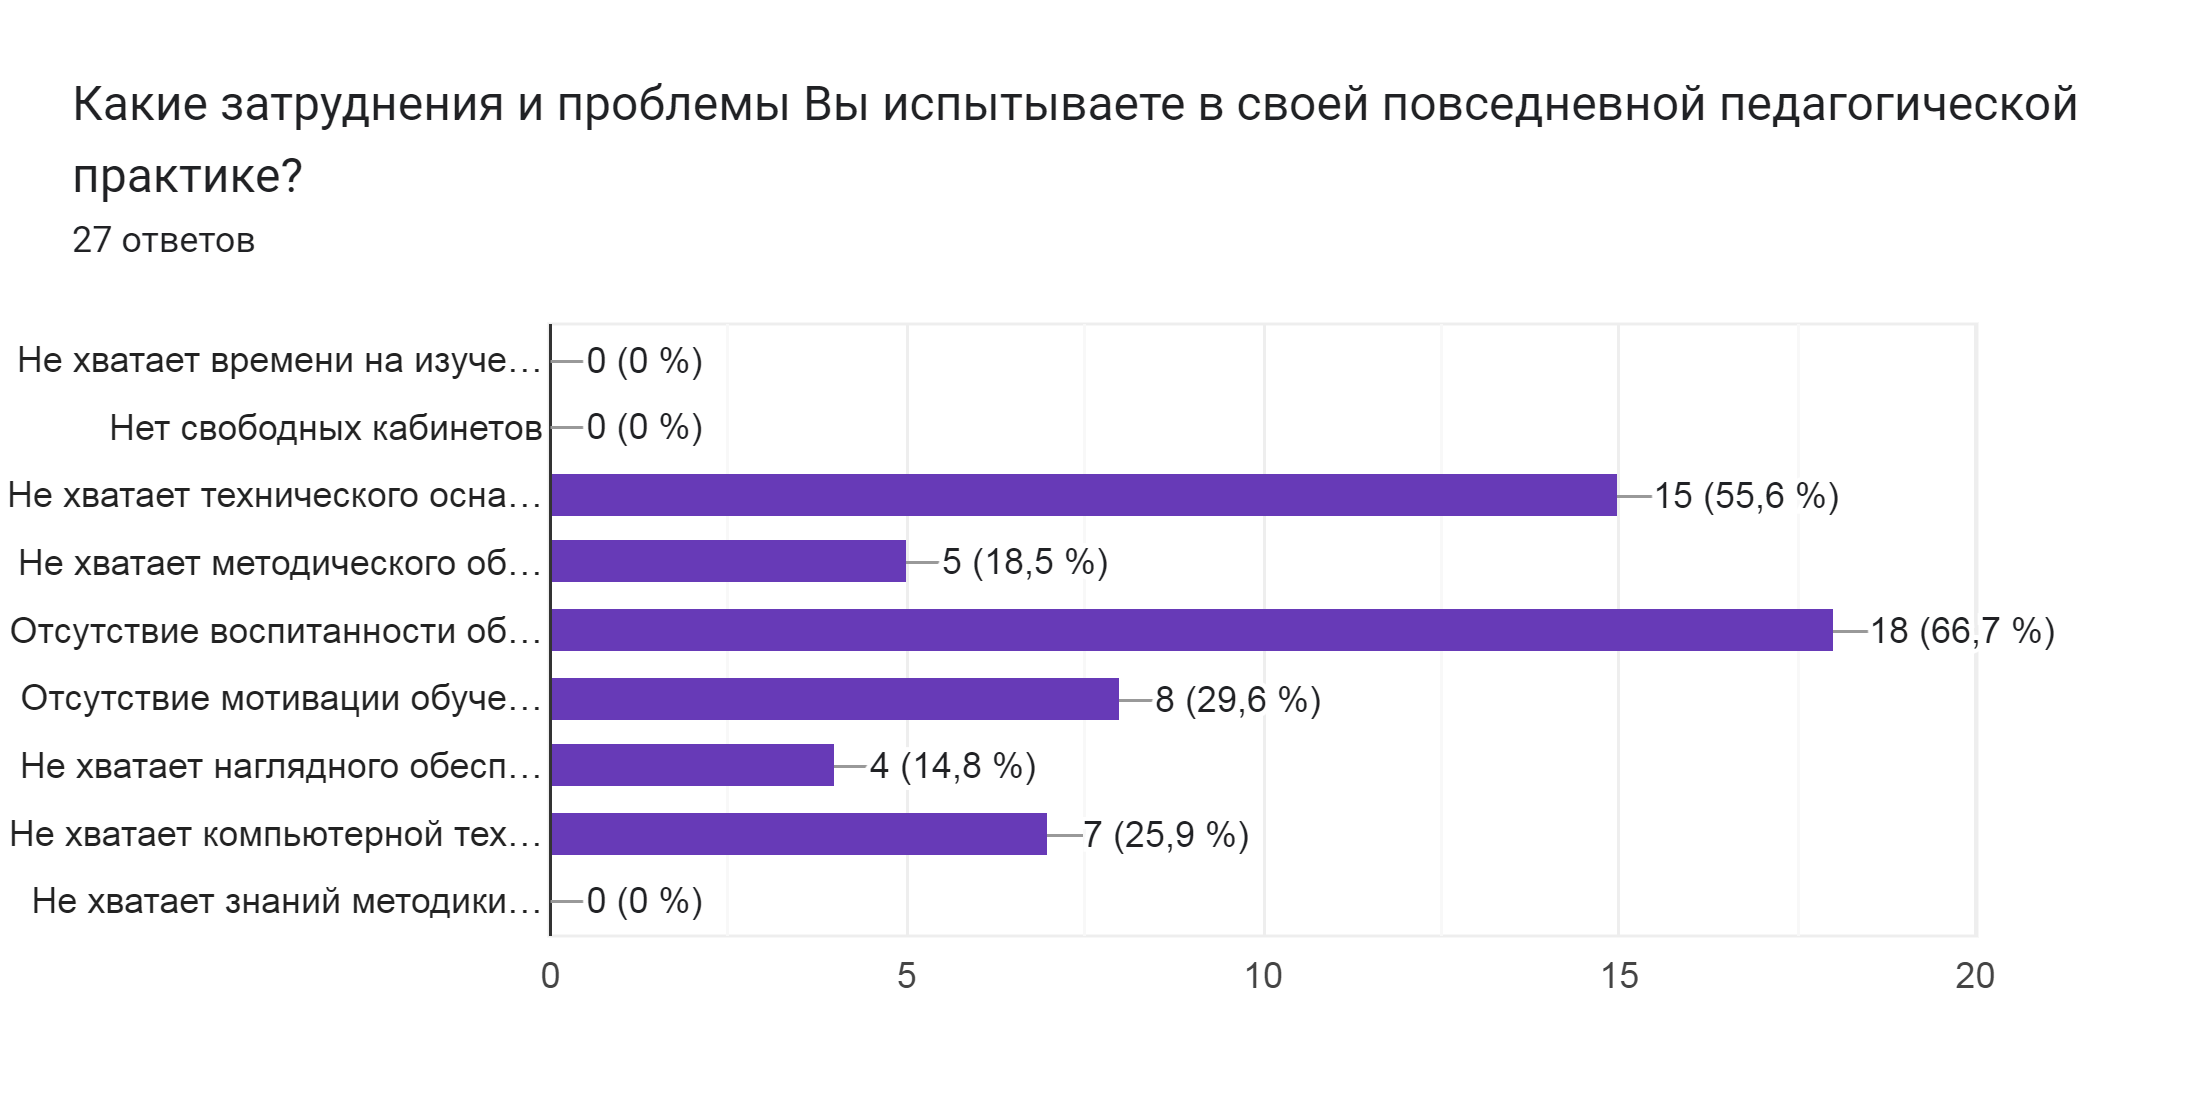 Какие затруднения и проблемы Вы испытываете в своей повседневной педагогической
практике?
27 ответов
Не хватает времени на изуче… 0 (0 %)
Нет свободных кабинетов 0 (0 %)
Не хватает технического осна… 15 (55,6 %)
Не хватает методического об… 5 (18,5 %)
Отсутствие воспитанности об… 18 (66,7 %)
Отсутствие мотивации обуче… 8 (29,6 %)
Не хватает наглядного обесп… 4 (14,8 %)
Не хватает компьютерной тех… 7 (25,9 %)
Не хватает знаний методики… 0 (0 %)
0 5 10 15 20